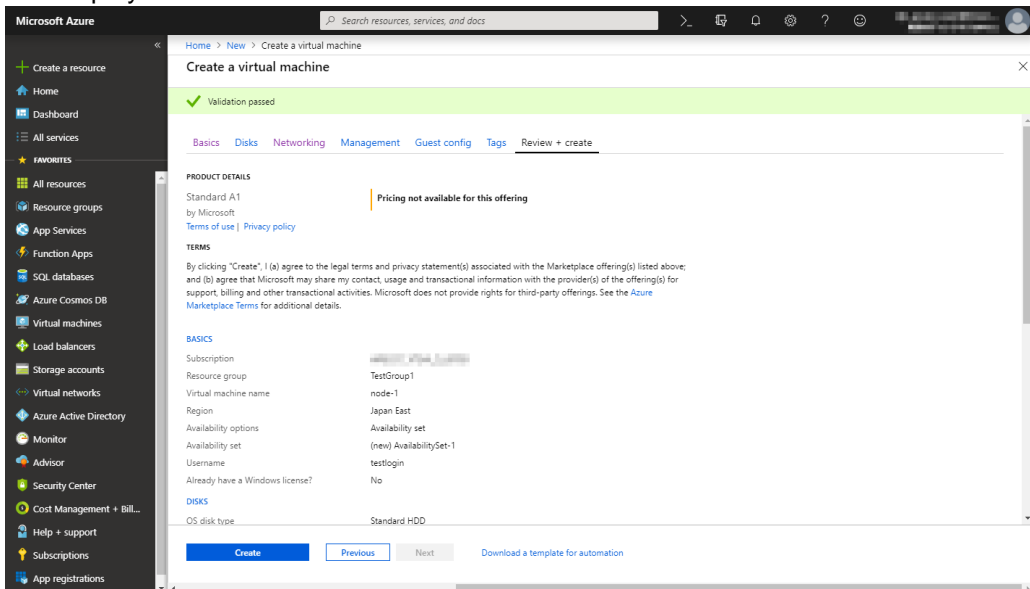 Microsoft Azure
Search resources, services, and docs
Home > New > Create a virtual machine
Create a virtual machine
Validation passed
Create a resource
Home
Dashboard
All services
FAVORITES
All resources
Resource groups
App Services
Function Apps
SQL databases
Azure Cosmos DB
Virtual machines
Load balancers
Storage accounts
Virtual networks
Azure Active Directory
Monitor
Advisor
Security Center
Cost Management + Bill...
Help + support
Subscriptions
App registrations
Basics Disks Networking Management Guest config Tags Review + create
PRODUCT DETAILS
Standard A1 Pricing not available for this offering
by Microsoft
Terms of use | Privacy policy
TERMS
By clicking "Create", I (a) agree to the legal terms and privacy statement(s) associated with the Marketplace offering(s) listed above;
and (b) agree that Microsoft may share my contact, usage and transactional information with the provider(s) of the offering(s) for
support, billing and other transactional activities. Microsoft does not provide rights for third-party offerings. See the Azure
Marketplace Terms for additional details.
BASICS
Subscription
Resource group TestGroup1
Virtual machine name node-1
Region Japan East
Availability options Availability set
Availability set (new) AvailabilitySet-1
Username testlogin
Already have a Windows license? No
DISKS
OS disk type Standard HDD
Create Previous Next Download a template for automation